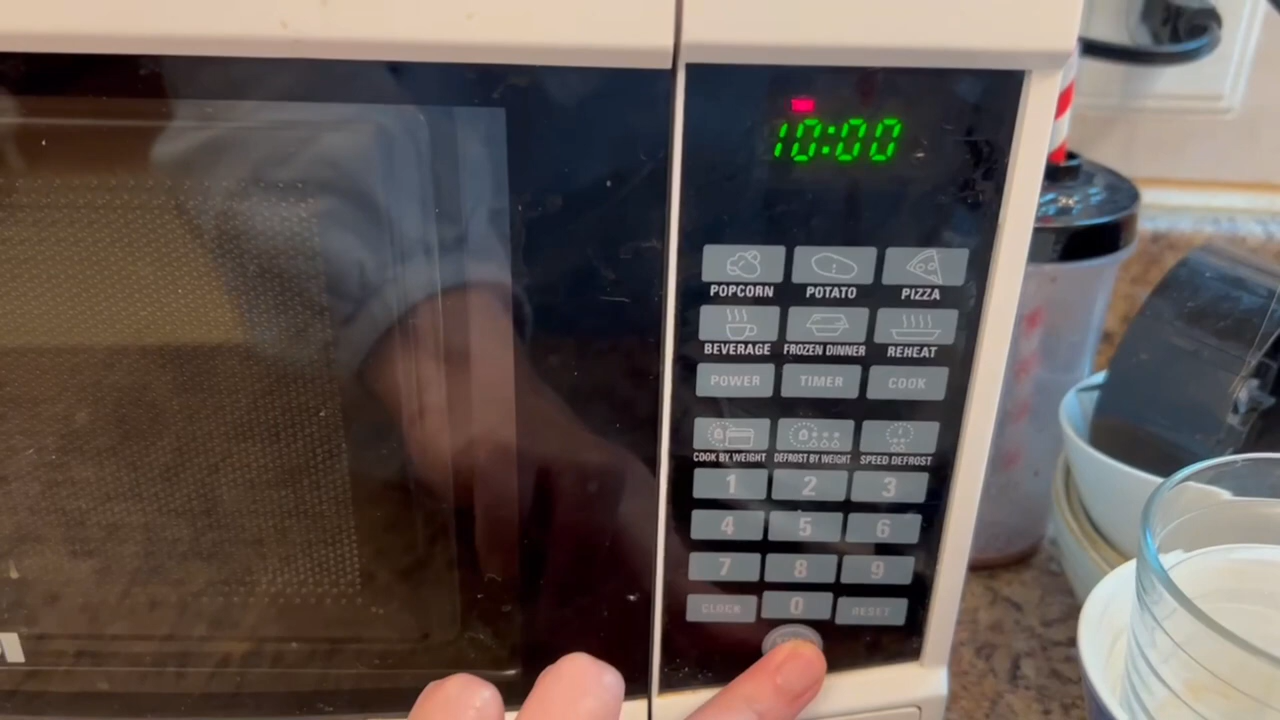 10:00
POPCORN POTATO PIZZA
BEVERAGE FROZEN DINNER REHEAT
POWER TIMER COOK
COOK BY WEIGHT DEFROST BY WEIGHT SPEED DEFROST
1 2 3
4 5 6
7 8 9
CLOCK 0 RESET